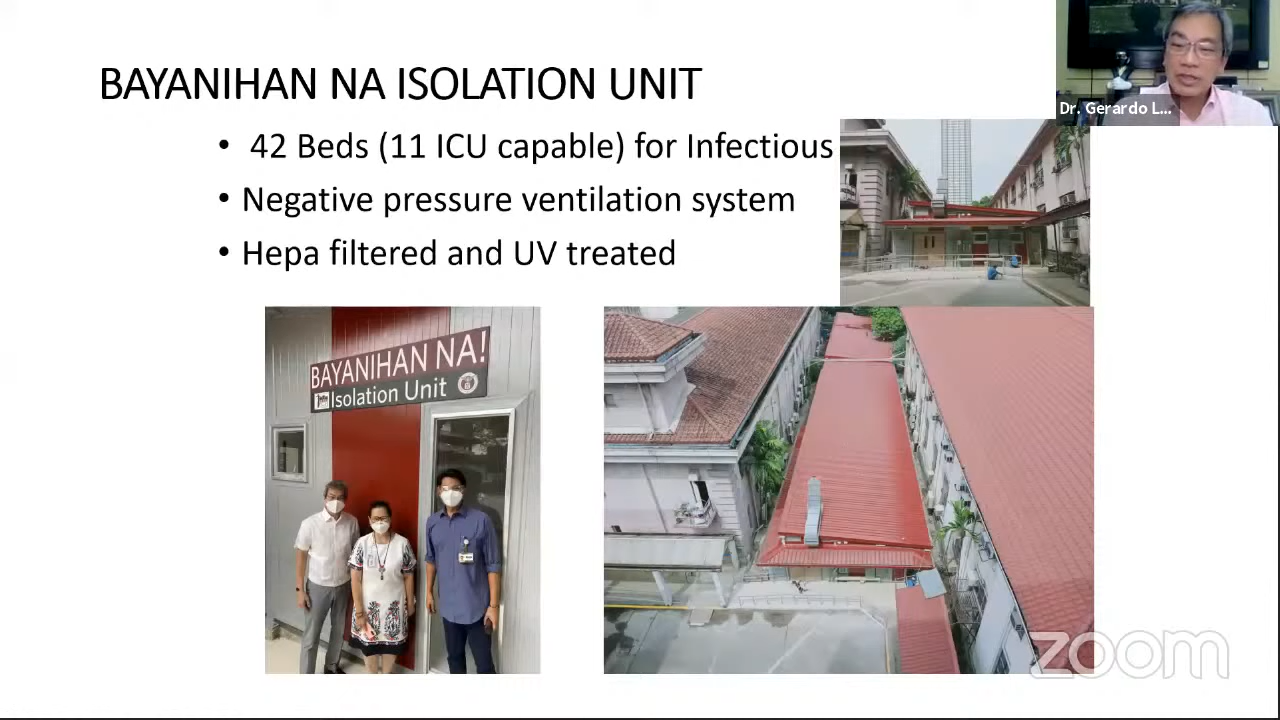 BAYANIHAN NA ISOLATION UNIT
Dr. Gerardo L...
• 42 Beds (11 ICU capable) for Infectious
• Negative pressure ventilation system
• Hepa filtered and UV treated
BAYANIHAN NA!
Isolation Unit
zoom